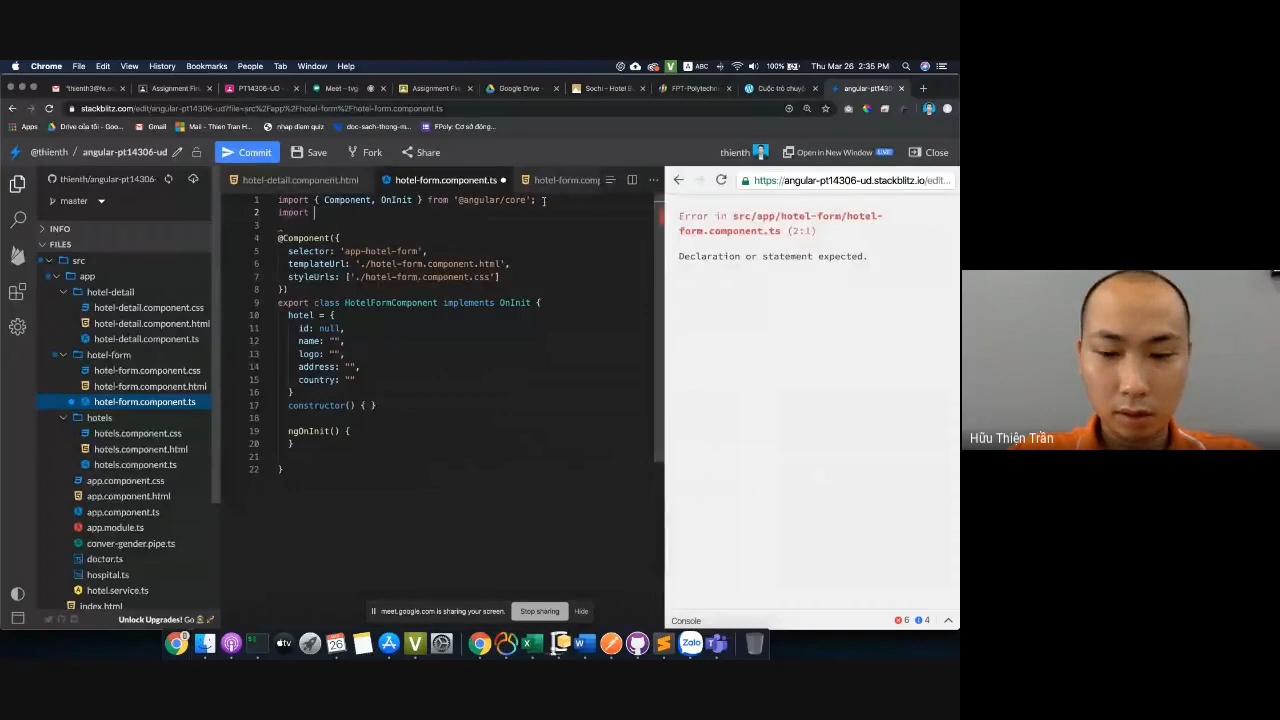 Chrome File Edit View History Bookmarks People Tab Window Help
ABC 100% Thu Mar 26 2:35 PM
"thienth3@fe.e Assignment Fir PT14306-UD - Meet – tvg Assignment Fir Google Drive - Sochi - Hotel B FPT-Polytechn Cuộc trò chuyệ angular-pt1430
stackblitz.com/edit/angular-pt14306-ud?file=src%2Fapp%2Fhotel-form%2Fhotel-form.component.ts
Apps Drive của tôi - Goo... Gmail Mail - Thien Tran H... nhap diem quiz doc-sach-thong-m... FPoly: Cơ sở đông...
@thienth / angular-pt14306-ud Commit Save Fork Share thienth Open in New Window LIVE Close
thienth/angular-pt14306-
master
INFO
FILES
src
app
hotel-detail
hotel-detail.component.css
hotel-detail.component.html
hotel-detail.component.ts
hotel-form
hotel-form.component.css
hotel-form.component.html
hotel-form.component.ts
hotels
hotels.component.css
hotels.component.html
hotels.component.ts
app.component.css
app.component.html
app.component.ts
app.module.ts
conver-gender.pipe.ts
doctor.ts
hospital.ts
hotel.service.ts
index.html
Unlock Upgrades! Go
hotel-detail.component.html hotel-form.component.ts hotel-form.comp
1 import { Component, OnInit } from '@angular/core';
2 import
3
4 @Component({
5 selector: 'app-hotel-form',
6 templateUrl: './hotel-form.component.html',
7 styleUrls: ['./hotel-form.component.css']
8 })
9 export class HotelFormComponent implements OnInit {
10 hotel = {
11 id: null,
12 name: "",
13 logo: "",
14 address: "",
15 country: ""
16 }
17 constructor() { }
18
19 ngOnInit() {
20 }
21
22 }
https://angular-pt14306-ud.stackblitz.io/edit...
Error in src/app/hotel-form/hotel-
form.component.ts (2:1)
Declaration or statement expected.
Console 6 4
meet.google.com is sharing your screen. Stop sharing Hide
26
Zalo
Hữu Thiện Trần